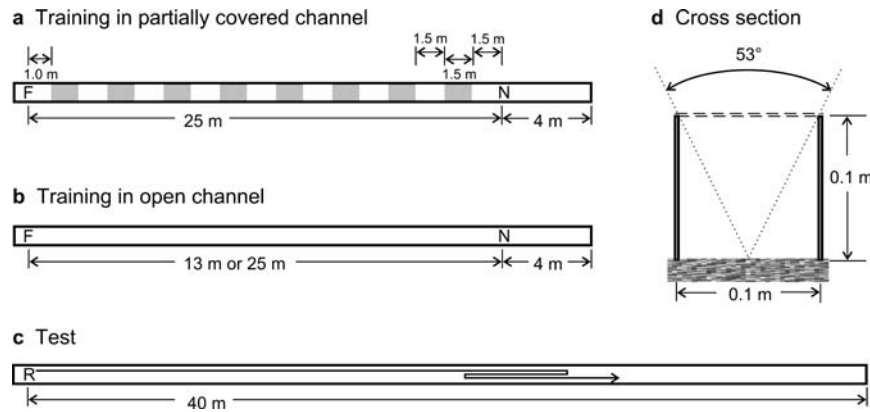 a Training in partially covered channel
1.5 m 1.5 m
1.0 m 1.5 m
F N
25 m 4 m
b Training in open channel
F N
13 m or 25 m 4 m
c Test
R
40 m
d Cross section
53°
0.1 m
0.1 m